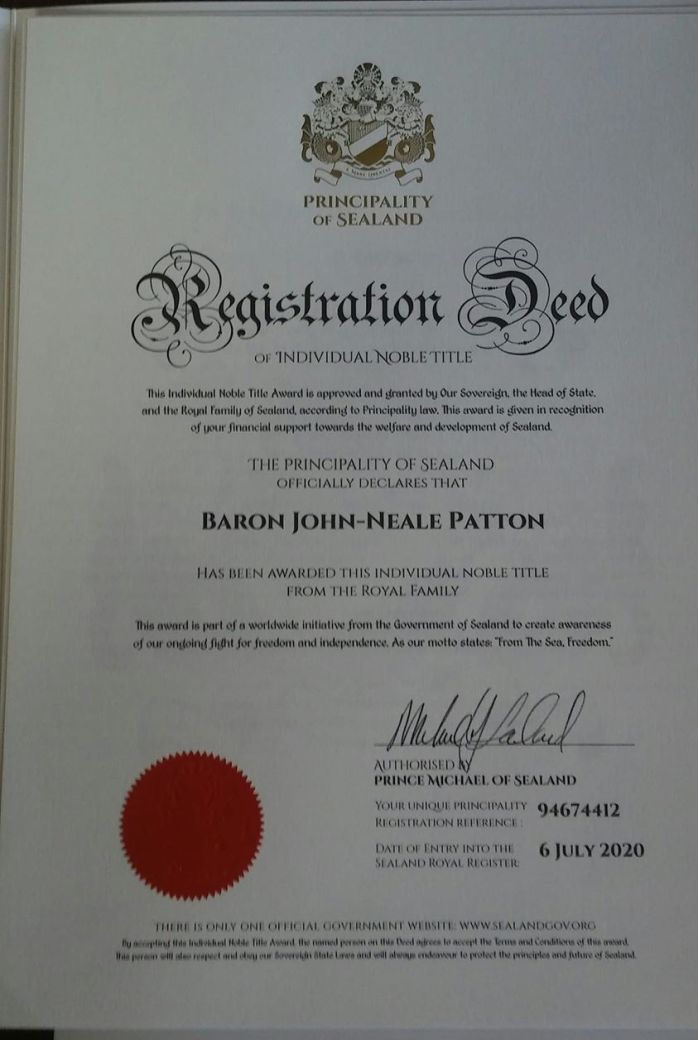 PRINCIPALITY
OF SEALAND
Registration Deed
OF INDIVIDUAL NOBLE TITLE
This Individual Noble Title Award is approved and granted by Our Sovereign, the Head of State,
and the Royal Family of Sealand, according to Principality law. This award is given in recognition
of your financial support towards the welfare and development of Sealand.
THE PRINCIPALITY OF SEALAND
OFFICIALLY DECLARES THAT
BARON JOHN-NEALE PATTON
HAS BEEN AWARDED THIS INDIVIDUAL NOBLE TITLE
FROM THE ROYAL FAMILY
This award is part of a worldwide initiative from the Government of Sealand to create awareness
of our ongoing fight for freedom and independence. As our motto states: "From The Sea, Freedom."
AUTHORISED BY
PRINCE MICHAEL OF SEALAND
YOUR UNIQUE PRINCIPALITY 94674412
REGISTRATION REFERENCE :
DATE OF ENTRY INTO THE 6 JULY 2020
SEALAND ROYAL REGISTER:
THERE IS ONLY ONE OFFICIAL GOVERNMENT WEBSITE: WWW.SEALANDGOV.ORG
By accepting this Individual Noble Title Award, the named person on this Deed agrees to accept the Terms and Conditions of this award.
This person will also respect and obey our Sovereign State Laws and will always endeavour to protect the principles and future of Sealand.